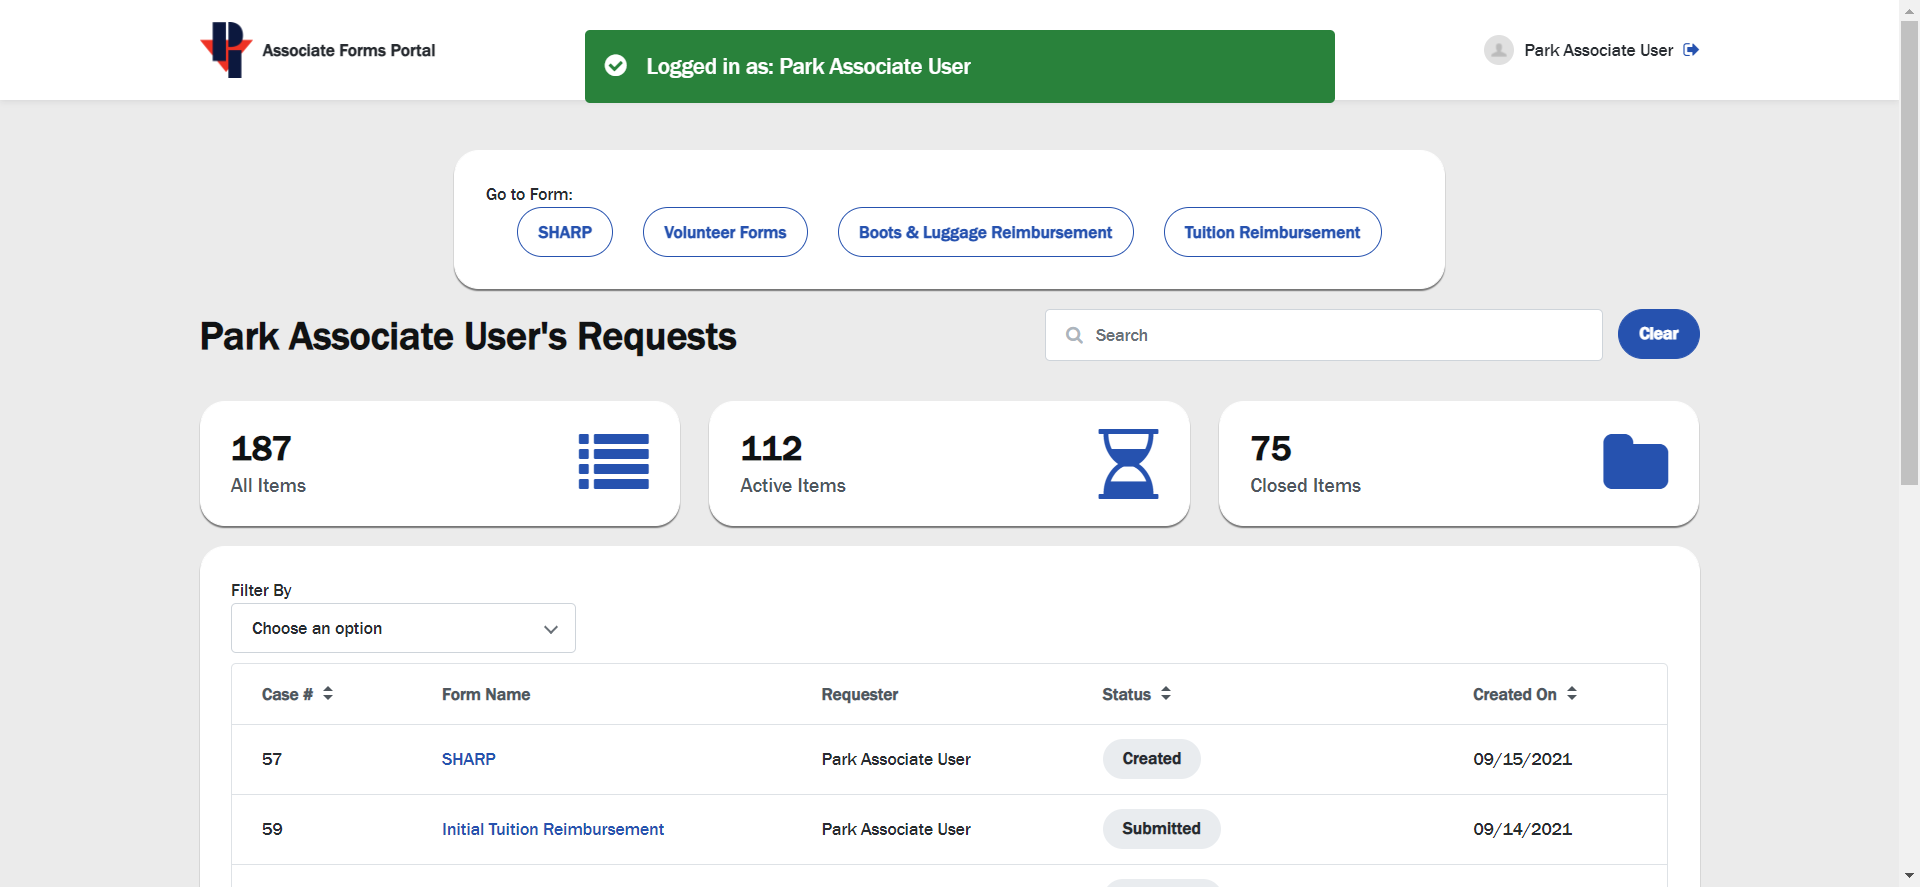 Associate Forms Portal
Logged in as: Park Associate User
Park Associate User
Go to Form:
SHARP
Volunteer Forms
Boots & Luggage Reimbursement
Tuition Reimbursement
Park Associate User's Requests
Search
Clear
187
All Items
112
Active Items
75
Closed Items
Filter By
Choose an option
Case # Form Name Requester Status Created On
57 SHARP Park Associate User Created 09/15/2021
59 Initial Tuition Reimbursement Park Associate User Submitted 09/14/2021